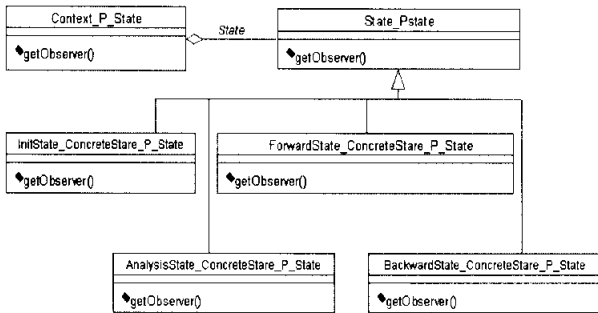 Context_P_State
State
State_Pstate
getObserver()
getObserver()
InitState_ConcreteStare_P_State
ForwardState_ConcreteStare_P_State
getObserver()
getObserver()
AnalysisState_ConcreteStare_P_State
BackwardState_ConcreteStare_P_State
getObserver()
getObserver()